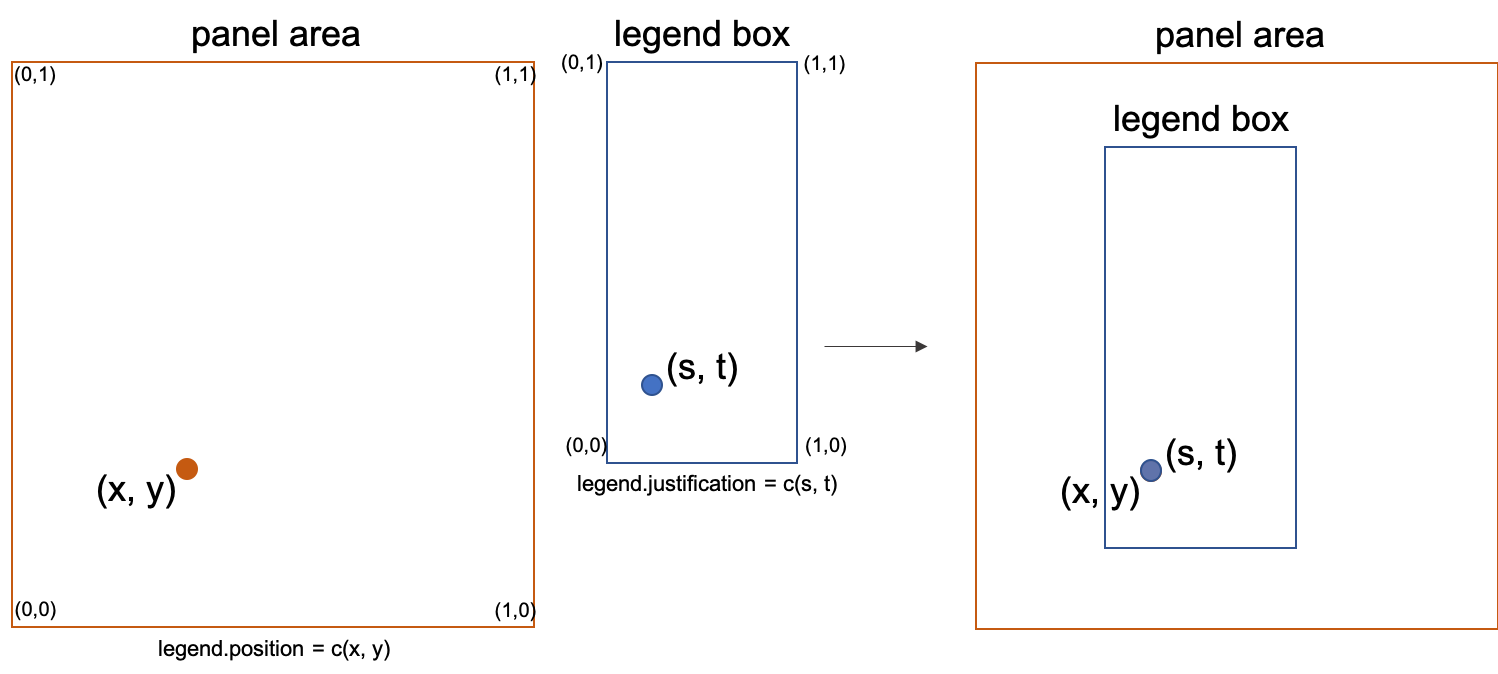 panel area
(0,1)
(1,1)
(x, y)
(0,0)
(1,0)
legend.position = c(x, y)
legend box
(0,1)
(1,1)
(s, t)
(0,0)
(1,0)
legend.justification = c(s, t)
panel area
legend box
(s, t)
(x, y)